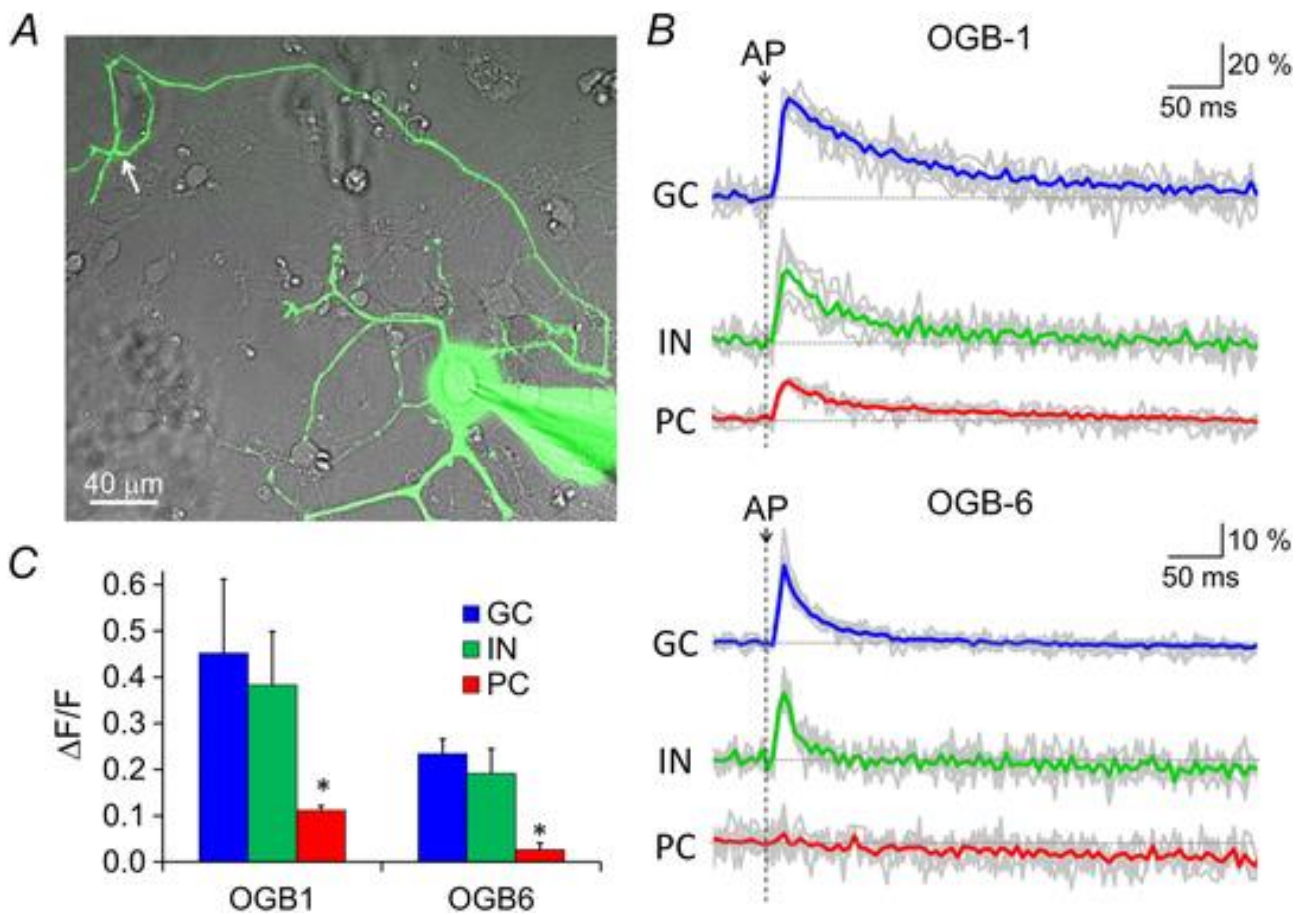 A
40 μm
B
OGB-1
AP
20 %
50 ms
GC
IN
PC
OGB-6
AP
10 %
50 ms
GC
IN
PC
C
0.6
0.5
0.4
0.3
0.2
0.1
0.0
ΔF/F
GC
IN
PC
*
*
OGB1
OGB6